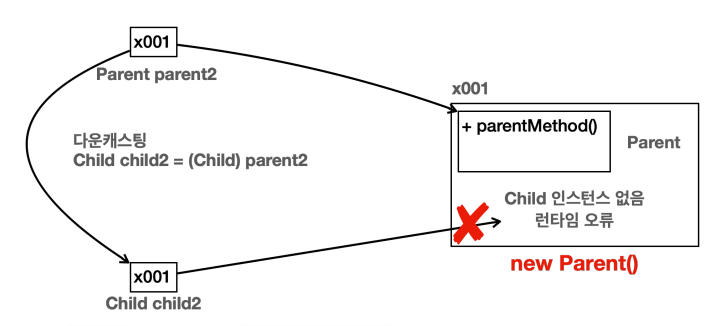 x001
Parent parent2
x001
+ parentMethod()
Parent
다운캐스팅
Child child2 = (Child) parent2
Child 인스턴스 없음
런타임 오류
new Parent()
x001
Child child2